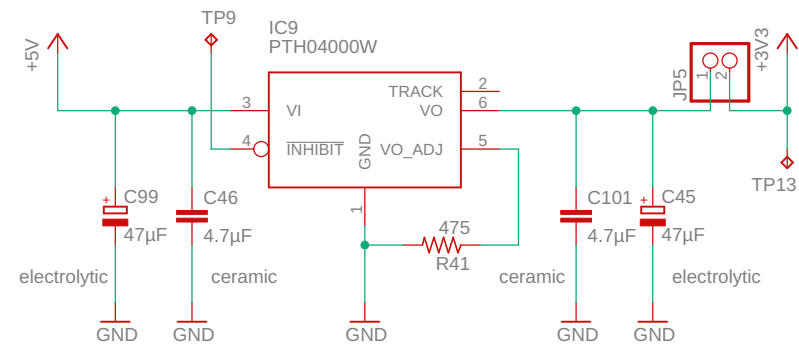 TP9
IC9
PTH04000W
+5V
+3V3
JP5
1
2
TRACK
2
3
VI
VO
6
4
INHIBIT
GND
VO_ADJ
5
1
TP13
C99
47µF
C46
4.7µF
475
R41
C101
4.7µF
C45
47µF
+
+
electrolytic
ceramic
ceramic
electrolytic
GND
GND
GND
GND
GND